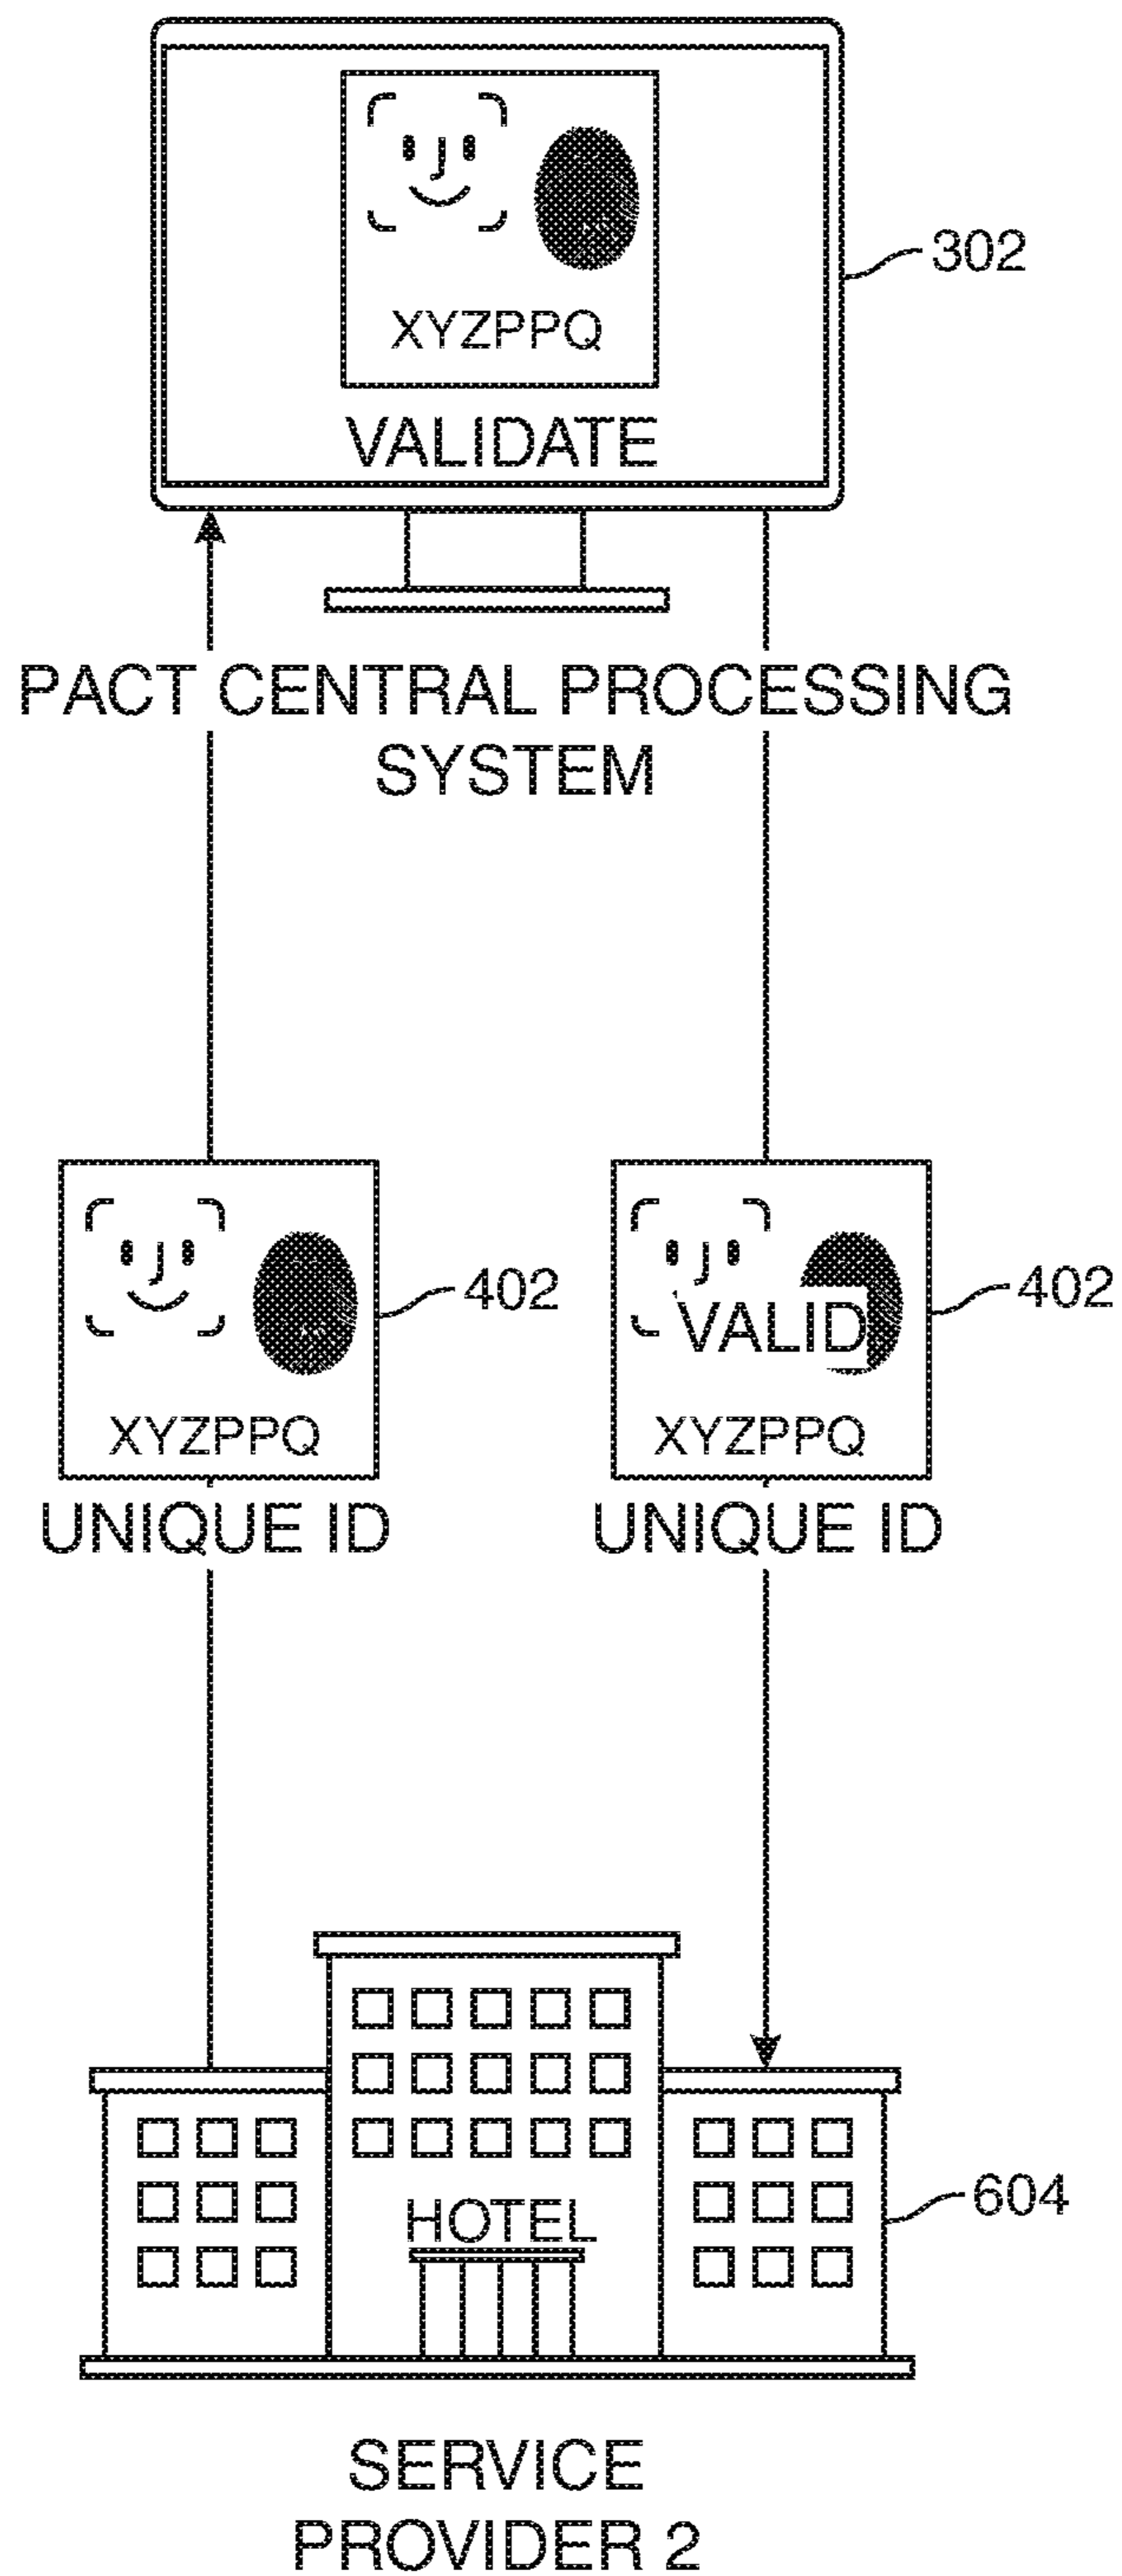 XYZPPQ
302
VALIDATE
PACT CENTRAL PROCESSING
SYSTEM
402
XYZPPQ
UNIQUE ID
VALID
402
XYZPPQ
UNIQUE ID
HOTEL
604
SERVICE
PROVIDER 2